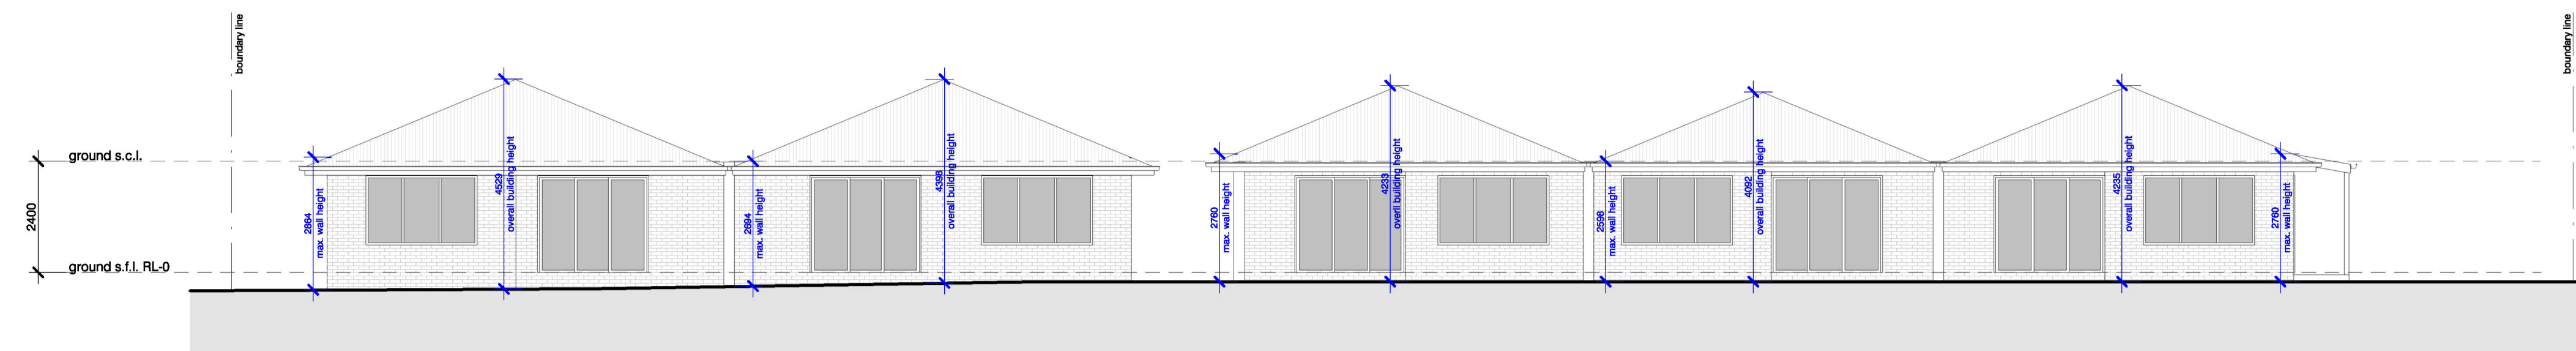 boundary line
boundary line
ground s.c.l.
2400
ground s.f.l. RL-0
2864
max. wall height
4529
overall building height
2694
max. wall height
4398
overall building height
2760
max. wall height
4233
overll building height
2598
max. wall height
4092
overall building height
4235
overall building height
2760
max. wall height